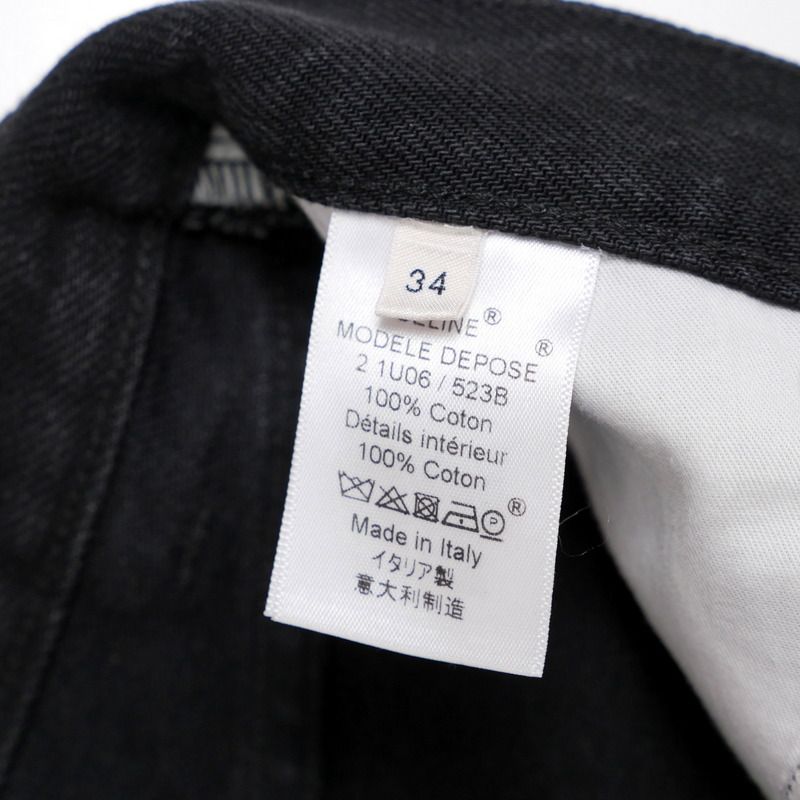 34
CELINE®
MODELE DEPOSE ®
2 1U06 / 523B
100% Coton
Détails intérieur
100% Coton
P ®
Made in Italy
イタリア製
意大利制造